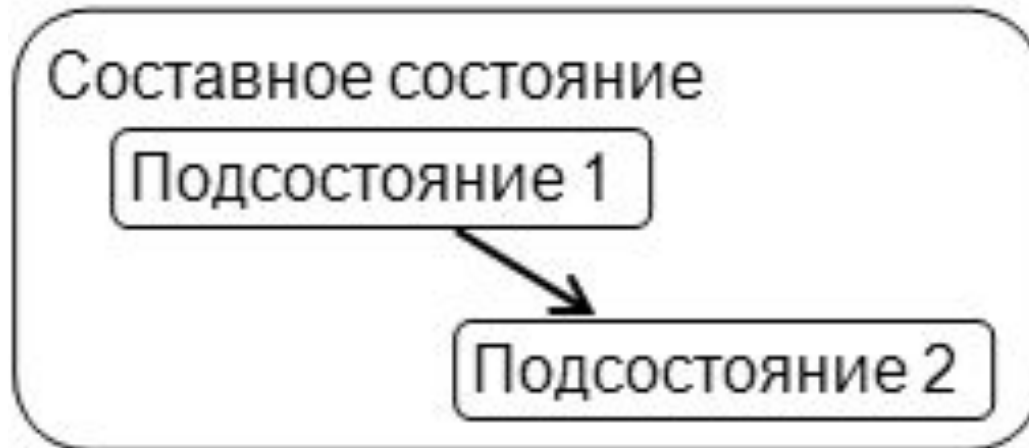 Составное состояние
Подсостояние 1
Подсостояние 2